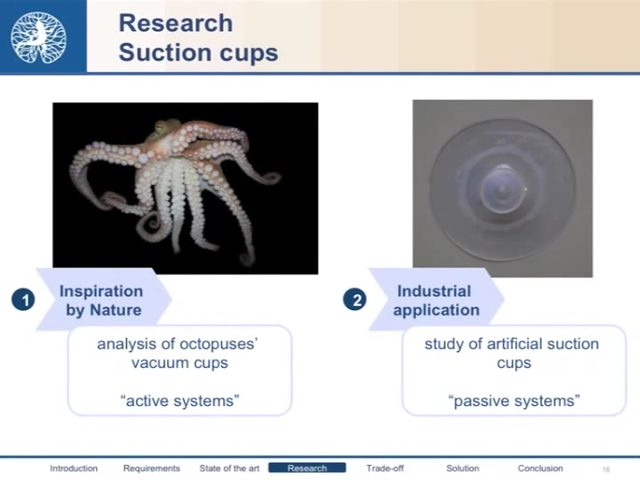 Research
Suction cups
1
Inspiration
by Nature
analysis of octopuses’
vacuum cups
“active systems”
2
Industrial
application
study of artificial suction
cups
“passive systems”
Introduction
Requirements
State of the art
Research
Trade-off
Solution
Conclusion
16